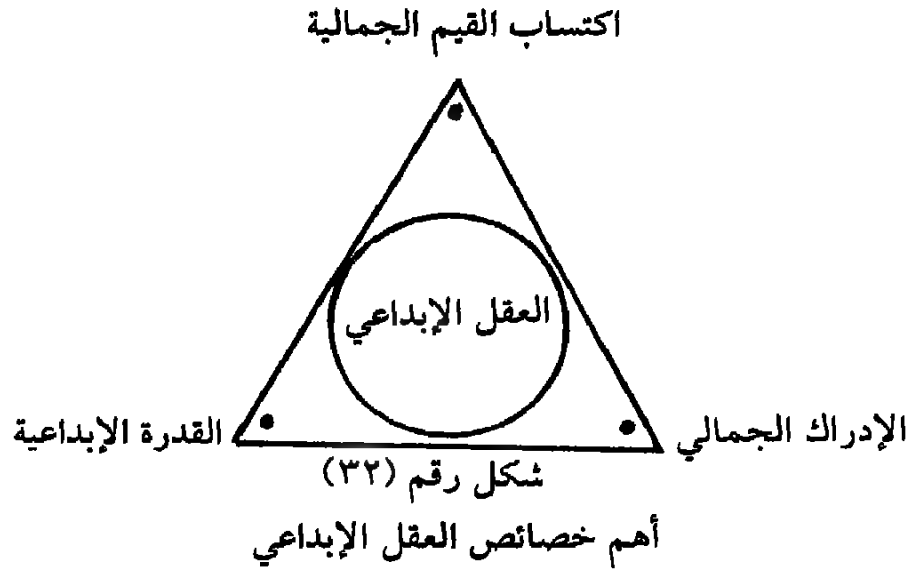 اكتساب القيم الجمالية
العقل الإبداعي
الإدراك الجمالي
القدرة الإبداعية
شكل رقم (٣٢)
أهم خصائص العقل الإبداعي